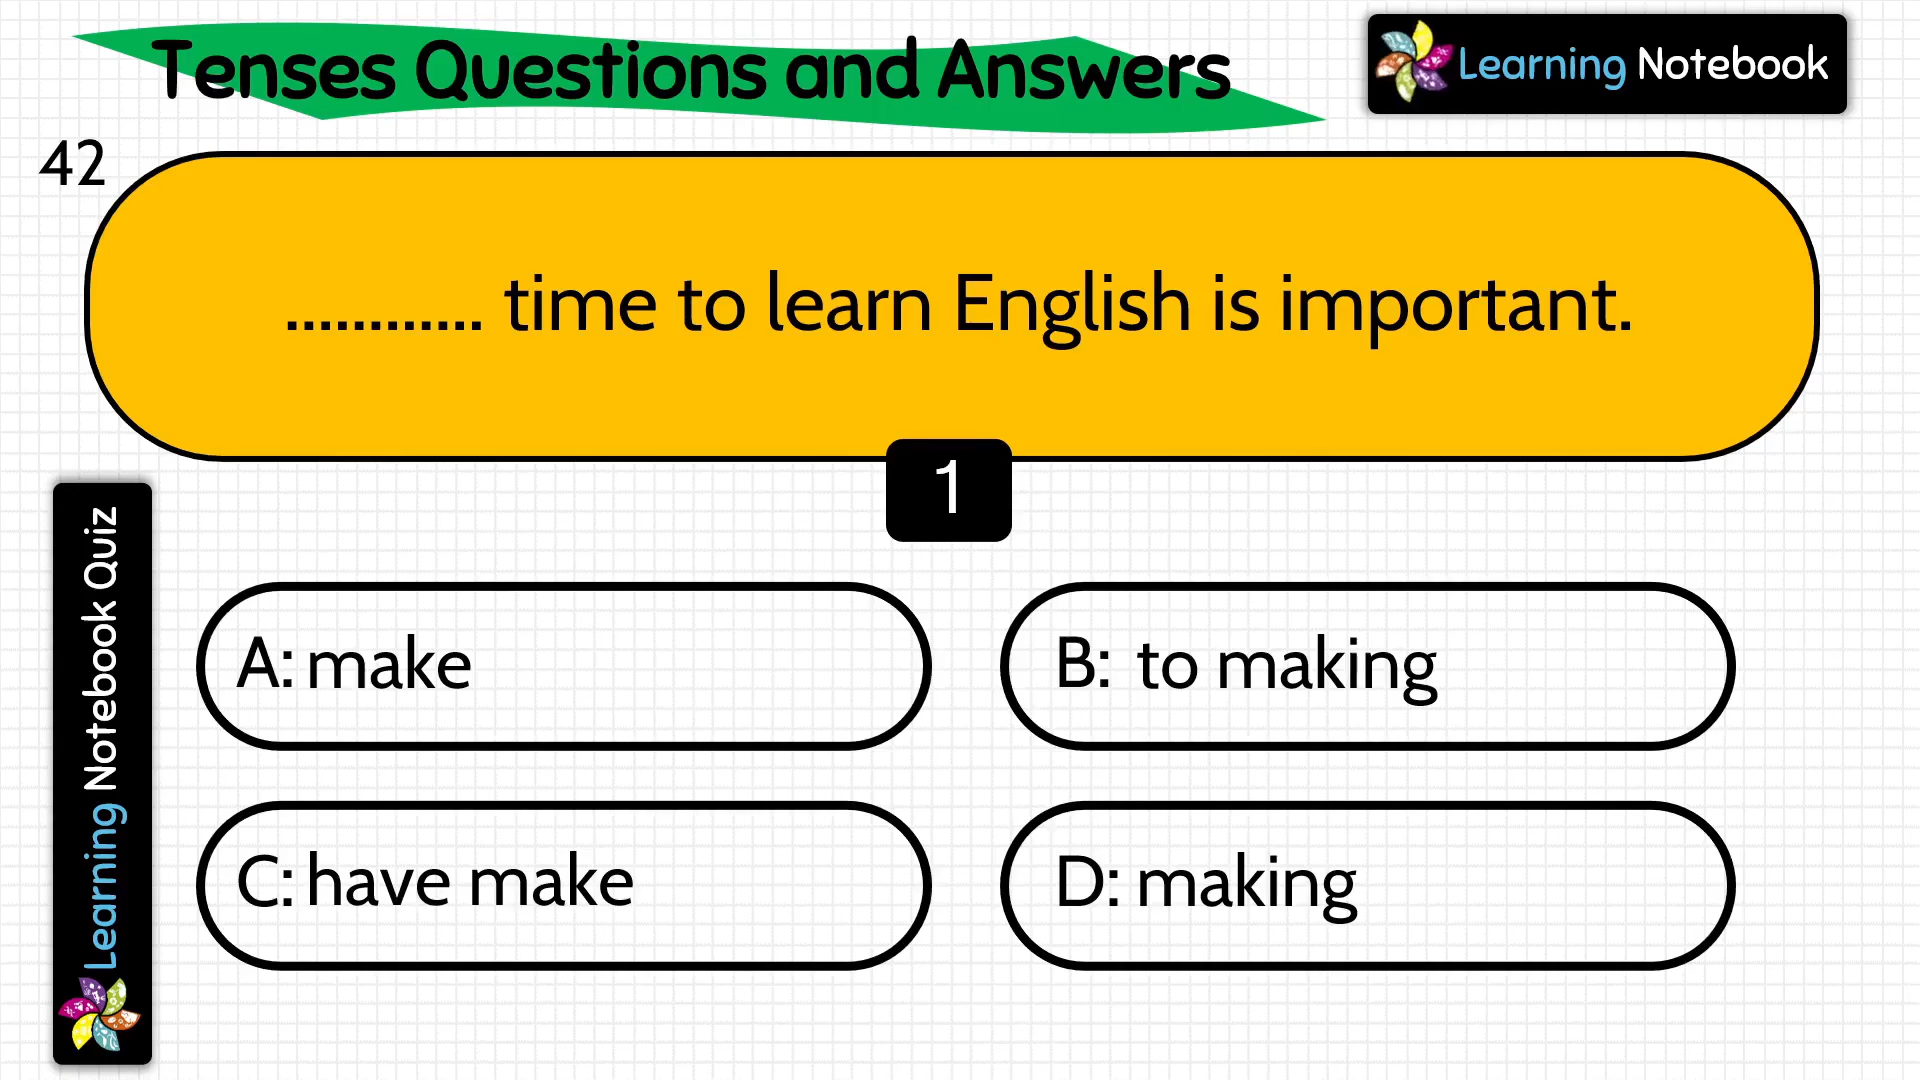 Tenses Questions and Answers
Learning Notebook
42
............ time to learn English is important.
1
A: make
B: to making
C: have make
D: making
Learning Notebook Quiz